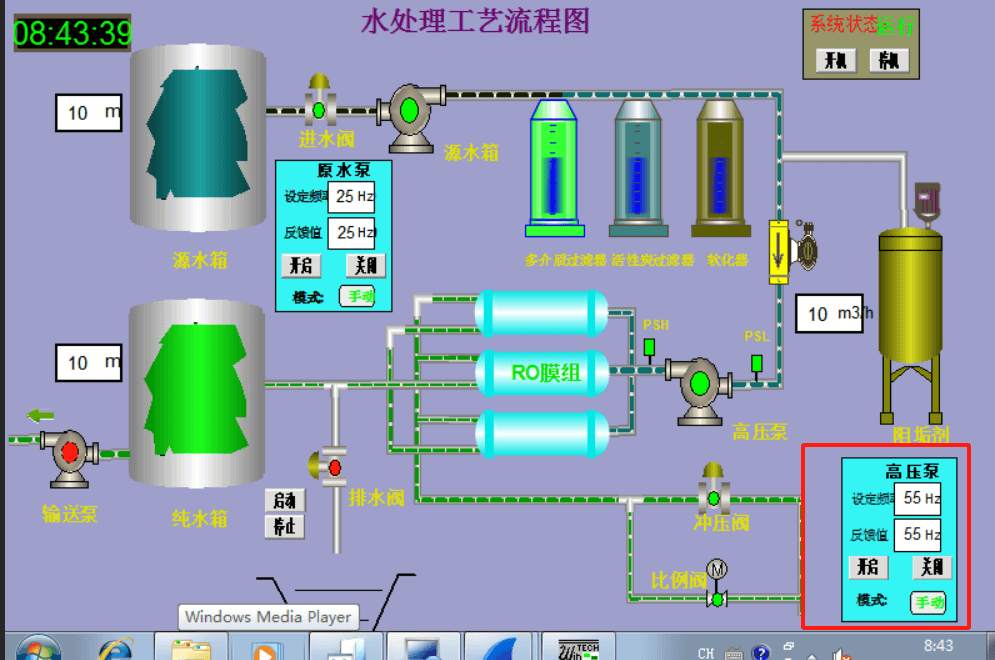 水处理工艺流程图
08:43:39
系统状态运行
开机 停机
10 m
进水阀
源水箱
原水泵
设定频率 25 Hz
反馈值 25 Hz
开启 关闭
模式: 手动
源水箱
多介质过滤器 活性炭过滤器 软化器
10 m3/h
PSH
PSL
RO膜组
10 m
高压泵
阻垢剂
输送泵
纯水箱
启动
停止
排水阀
冲压阀
比例阀
M
高压泵
设定频率 55 Hz
反馈值 55 Hz
开启 关闭
模式: 手动
Windows Media Player
WinTECH
CH
?
8:43